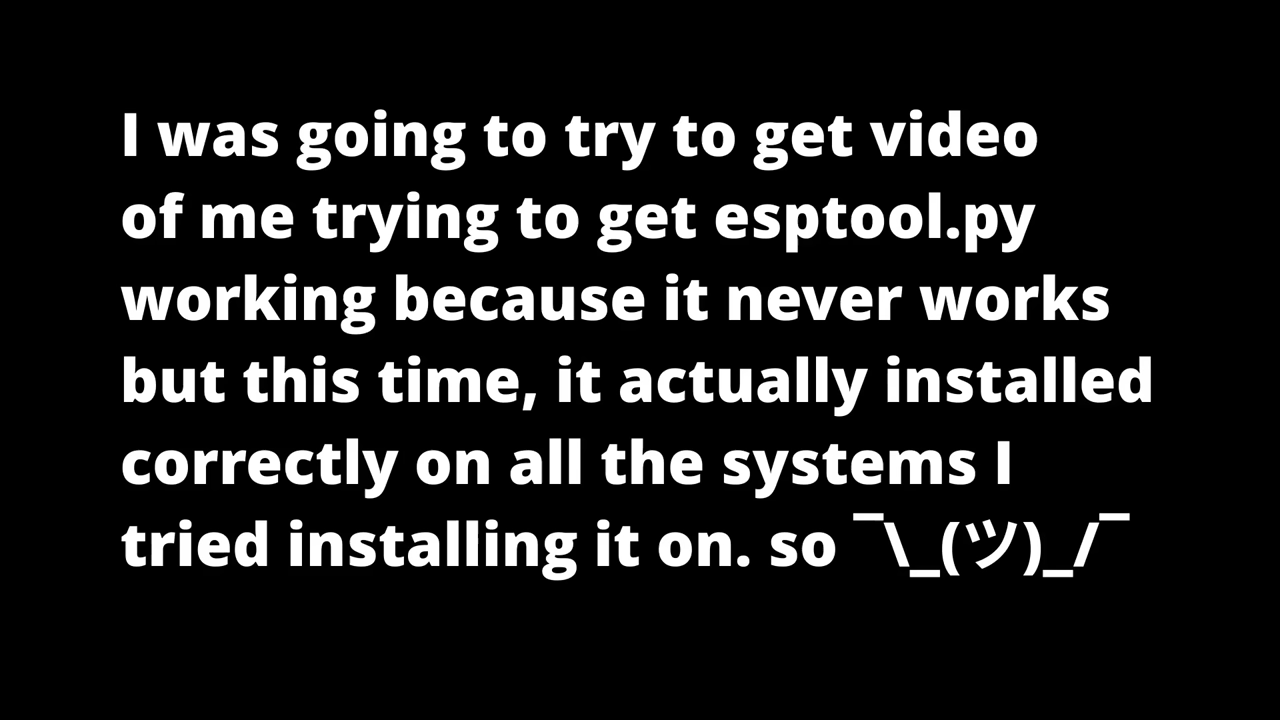 I was going to try to get video
of me trying to get esptool.py
working because it never works
but this time, it actually installed
correctly on all the systems I
tried installing it on. so ¯\_(ツ)_/¯